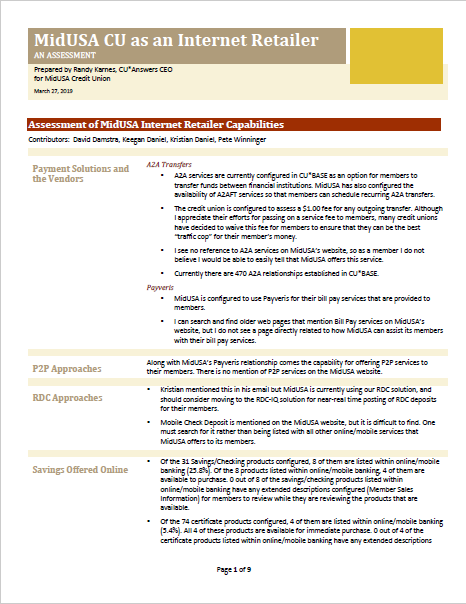 MidUSA CU as an Internet Retailer
AN ASSESSMENT
Prepared by Randy Karnes, CU*Answers CEO
for MidUSA Credit Union
March 27, 2019
Assessment of MidUSA Internet Retailer Capabilities
Contributors: David Damstra, Keegan Daniel, Kristian Daniel, Pete Winninger
Payment Solutions and
the Vendors
A2A Transfers
• A2A services are currently configured in CU*BASE as an option for members to
transfer funds between financial institutions. MidUSA has also configured the
availability of A2AFT services so that members can schedule recurring A2A transfers.
• The credit union is configured to assess a $1.00 fee for any outgoing transfer. Although
I appreciate their efforts for passing on a service fee to members, many credit unions
have decided to waive this fee for members to ensure that they can be the best
"traffic cop" for their member's money.
• I see no reference to A2A services on MidUSA's website, so as a member I do not
believe I would be able to easily tell that MidUSA offers this service.
• Currently there are 470 A2A relationships established in CU*BASE.
Payveris
• MidUSA is configured to use Payveris for their bill pay services that are provided to
members.
• I can search and find older web pages that mention Bill Pay services on MidUSA's
website, but I do not see a page directly related to how MidUSA can assist its members
with their bill pay services.
P2P Approaches
Along with MidUSA's Payveris relationship comes the capability for offering P2P services to
their members. There is no mention of P2P services on the MidUSA website.
RDC Approaches
• Kristian mentioned this in his email but MidUSA is currently using our RDC solution, and
should consider moving to the RDC-IQ solution for near-real time posting of RDC deposits
for their members.
• Mobile Check Deposit is mentioned on the MidUSA website, but it is difficult to find. One
must search for it rather than being listed with all other online/mobile services that
MidUSA offers to its members.
Savings Offered Online
• Of the 31 Savings/Checking products configured, 8 of them are listed within online/mobile
banking (25.8%). Of the 8 products listed within online/mobile banking, 4 of them are
available to purchase. 0 out of 8 of the savings/checking products listed within
online/mobile banking have any extended descriptions configured (Member Sales
Information) for members to review while they are reviewing the products that are
available.
• Of the 74 certificate products configured, 4 of them are listed within online/mobile banking
(5.4%). All 4 of these products are available for immediate purchase. 0 out of 4 of the
certificate products listed within online/mobile banking have any extended descriptions
Page 1 of 9